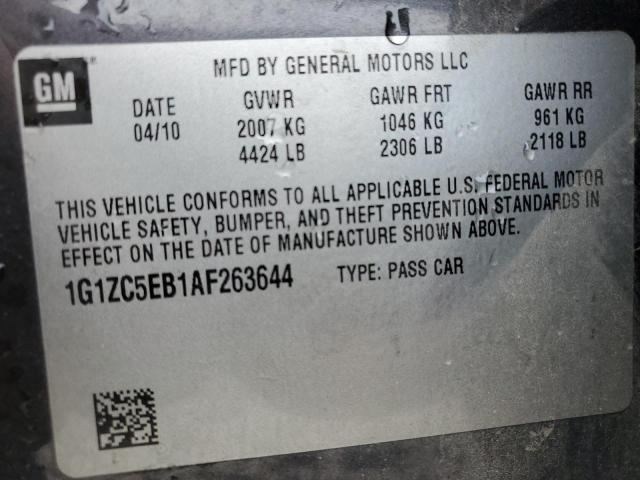 GM
MFD BY GENERAL MOTORS LLC
DATE GVWR GAWR FRT GAWR RR
04/10 2007 KG 1046 KG 961 KG
4424 LB 2306 LB 2118 LB
THIS VEHICLE CONFORMS TO ALL APPLICABLE U.S. FEDERAL MOTOR
VEHICLE SAFETY, BUMPER, AND THEFT PREVENTION STANDARDS IN
EFFECT ON THE DATE OF MANUFACTURE SHOWN ABOVE.
1G1ZC5EB1AF263644 TYPE: PASS CAR